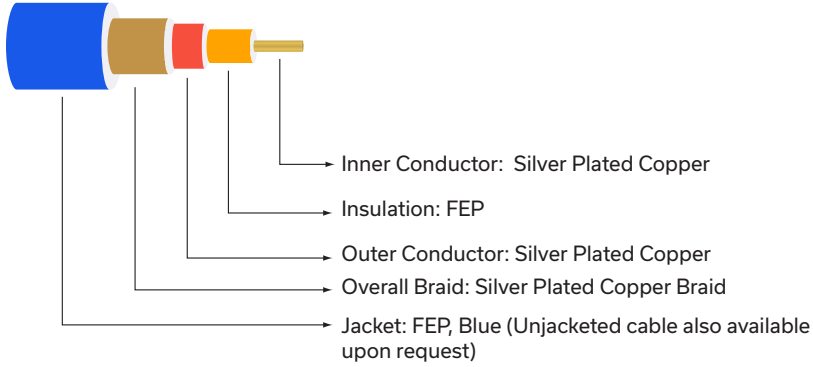 Inner Conductor:  Silver Plated Copper
Insulation: FEP
Outer Conductor: Silver Plated Copper
Overall Braid: Silver Plated Copper Braid
Jacket: FEP, Blue (Unjacketed cable also available
upon request)